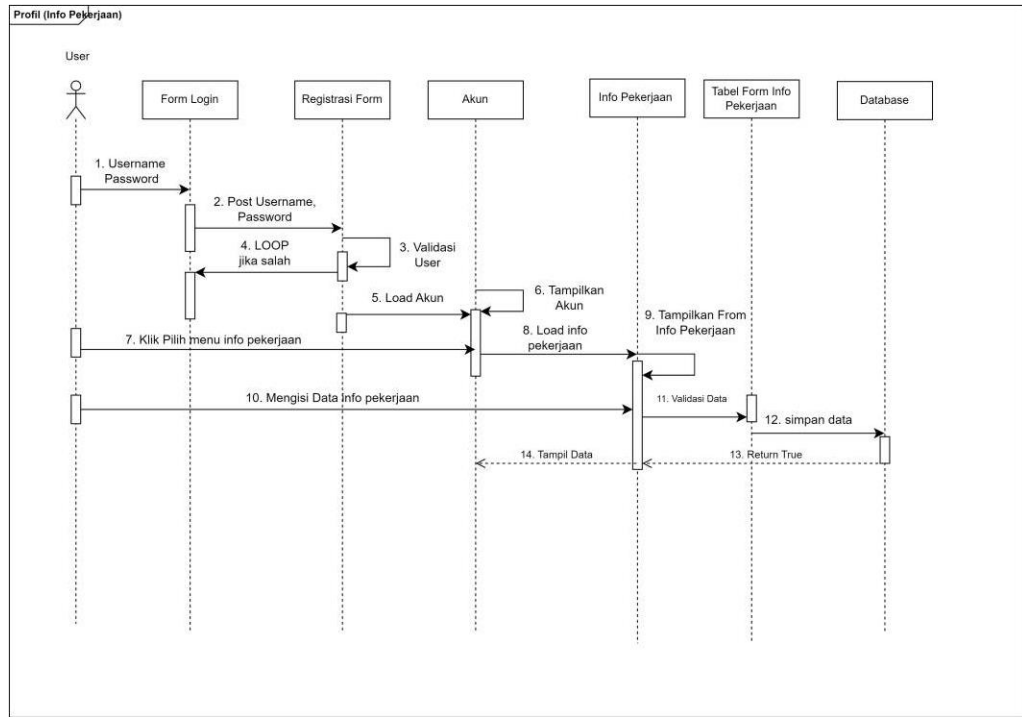 Profil (Info Pekerjaan)
User
Form Login
Registrasi Form
Akun
Info Pekerjaan
Tabel Form Info
Pekerjaan
Database
1. Username
Password
2. Post Username,
Password
3. Validasi
User
4. LOOP
jika salah
5. Load Akun
6. Tampilkan
Akun
7. Klik Pilih menu info pekerjaan
8. Load info
pekerjaan
9. Tampilkan From
Info Pekerjaan
10. Mengisi Data Info pekerjaan
11. Validasi Data
12. simpan data
13. Return True
14. Tampil Data